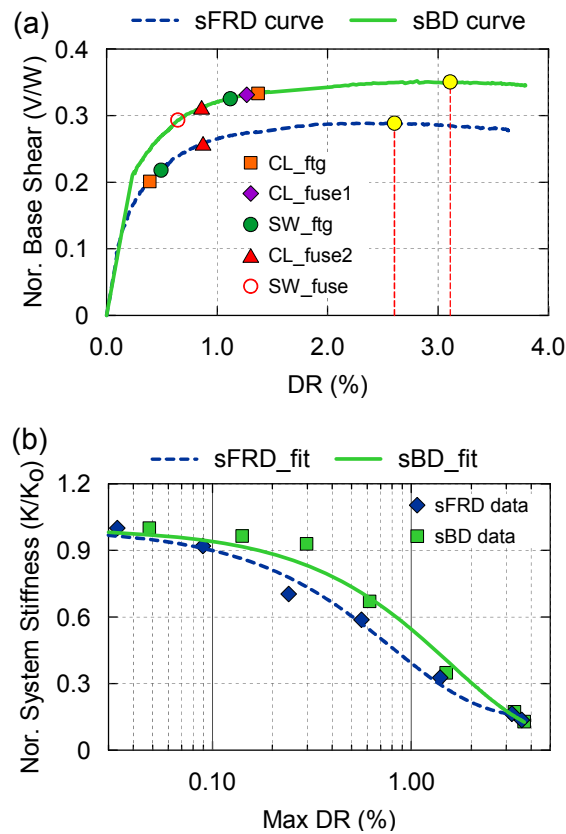 (a)
sFRD curve sBD curve
Nor. Base Shear (V/W)
0.4
0.3
0.2
0.1
0
CL_ftg
CL_fuse1
SW_ftg
CL_fuse2
SW_fuse
0.0 1.0 2.0 3.0 4.0
DR (%)
(b)
sFRD_fit sBD_fit
Nor. System Stiffness (K/K₀)
1.2
0.9
0.6
0.3
0
sFRD data
sBD data
0.10 1.00
Max DR (%)